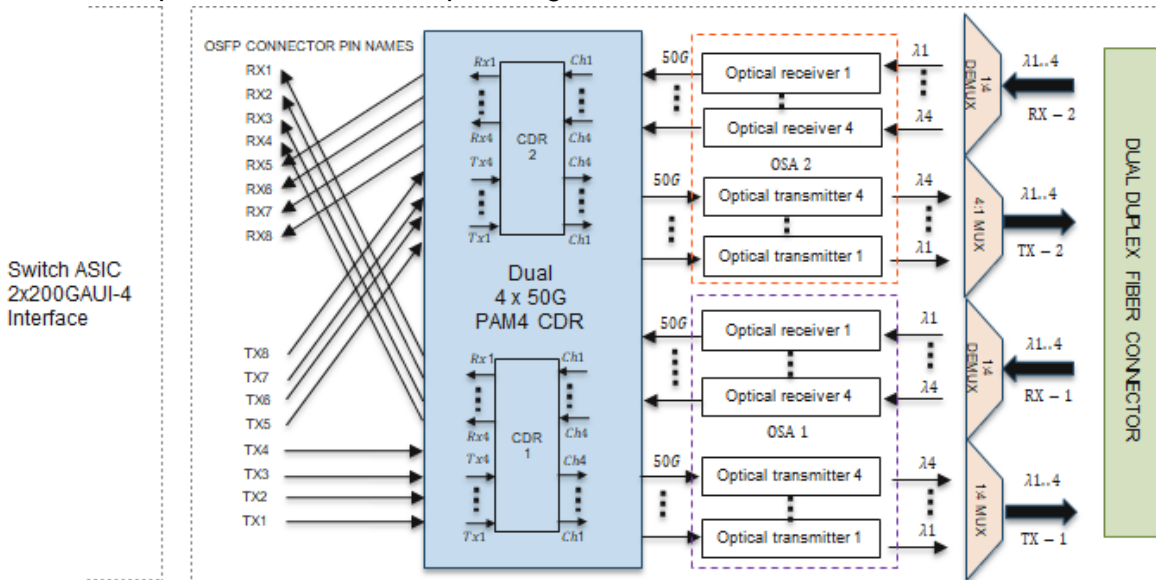 OSFP CONNECTOR PIN NAMES
RX1
RX2
RX3
RX4
RX5
RX6
RX7
RX8
TX8
TX7
TX6
TX5
TX4
TX3
TX2
TX1
Switch ASIC
2x200GAUI-4
Interface
Rx1
Rx4
Tx4
Tx1
CDR
2
Ch1
Ch4
Ch4
Ch1
Dual
4 x 50G
PAM4 CDR
Rx1
Rx4
Tx4
Tx1
CDR
1
Ch1
Ch4
Ch4
Ch1
50G
50G
50G
50G
Optical receiver 1
Optical receiver 4
OSA 2
Optical transmitter 4
Optical transmitter 1
Optical receiver 1
Optical receiver 4
OSA 1
Optical transmitter 4
Optical transmitter 1
λ1
λ4
λ4
λ1
λ1
λ4
λ4
λ1
1:4
DEMUX
4:1 MUX
1:4
DEMUX
1:4 MUX
λ1..4
RX – 2
λ1..4
TX – 2
λ1..4
RX – 1
λ1..4
TX – 1
DUAL DUPLEX FIBER CONNECTOR